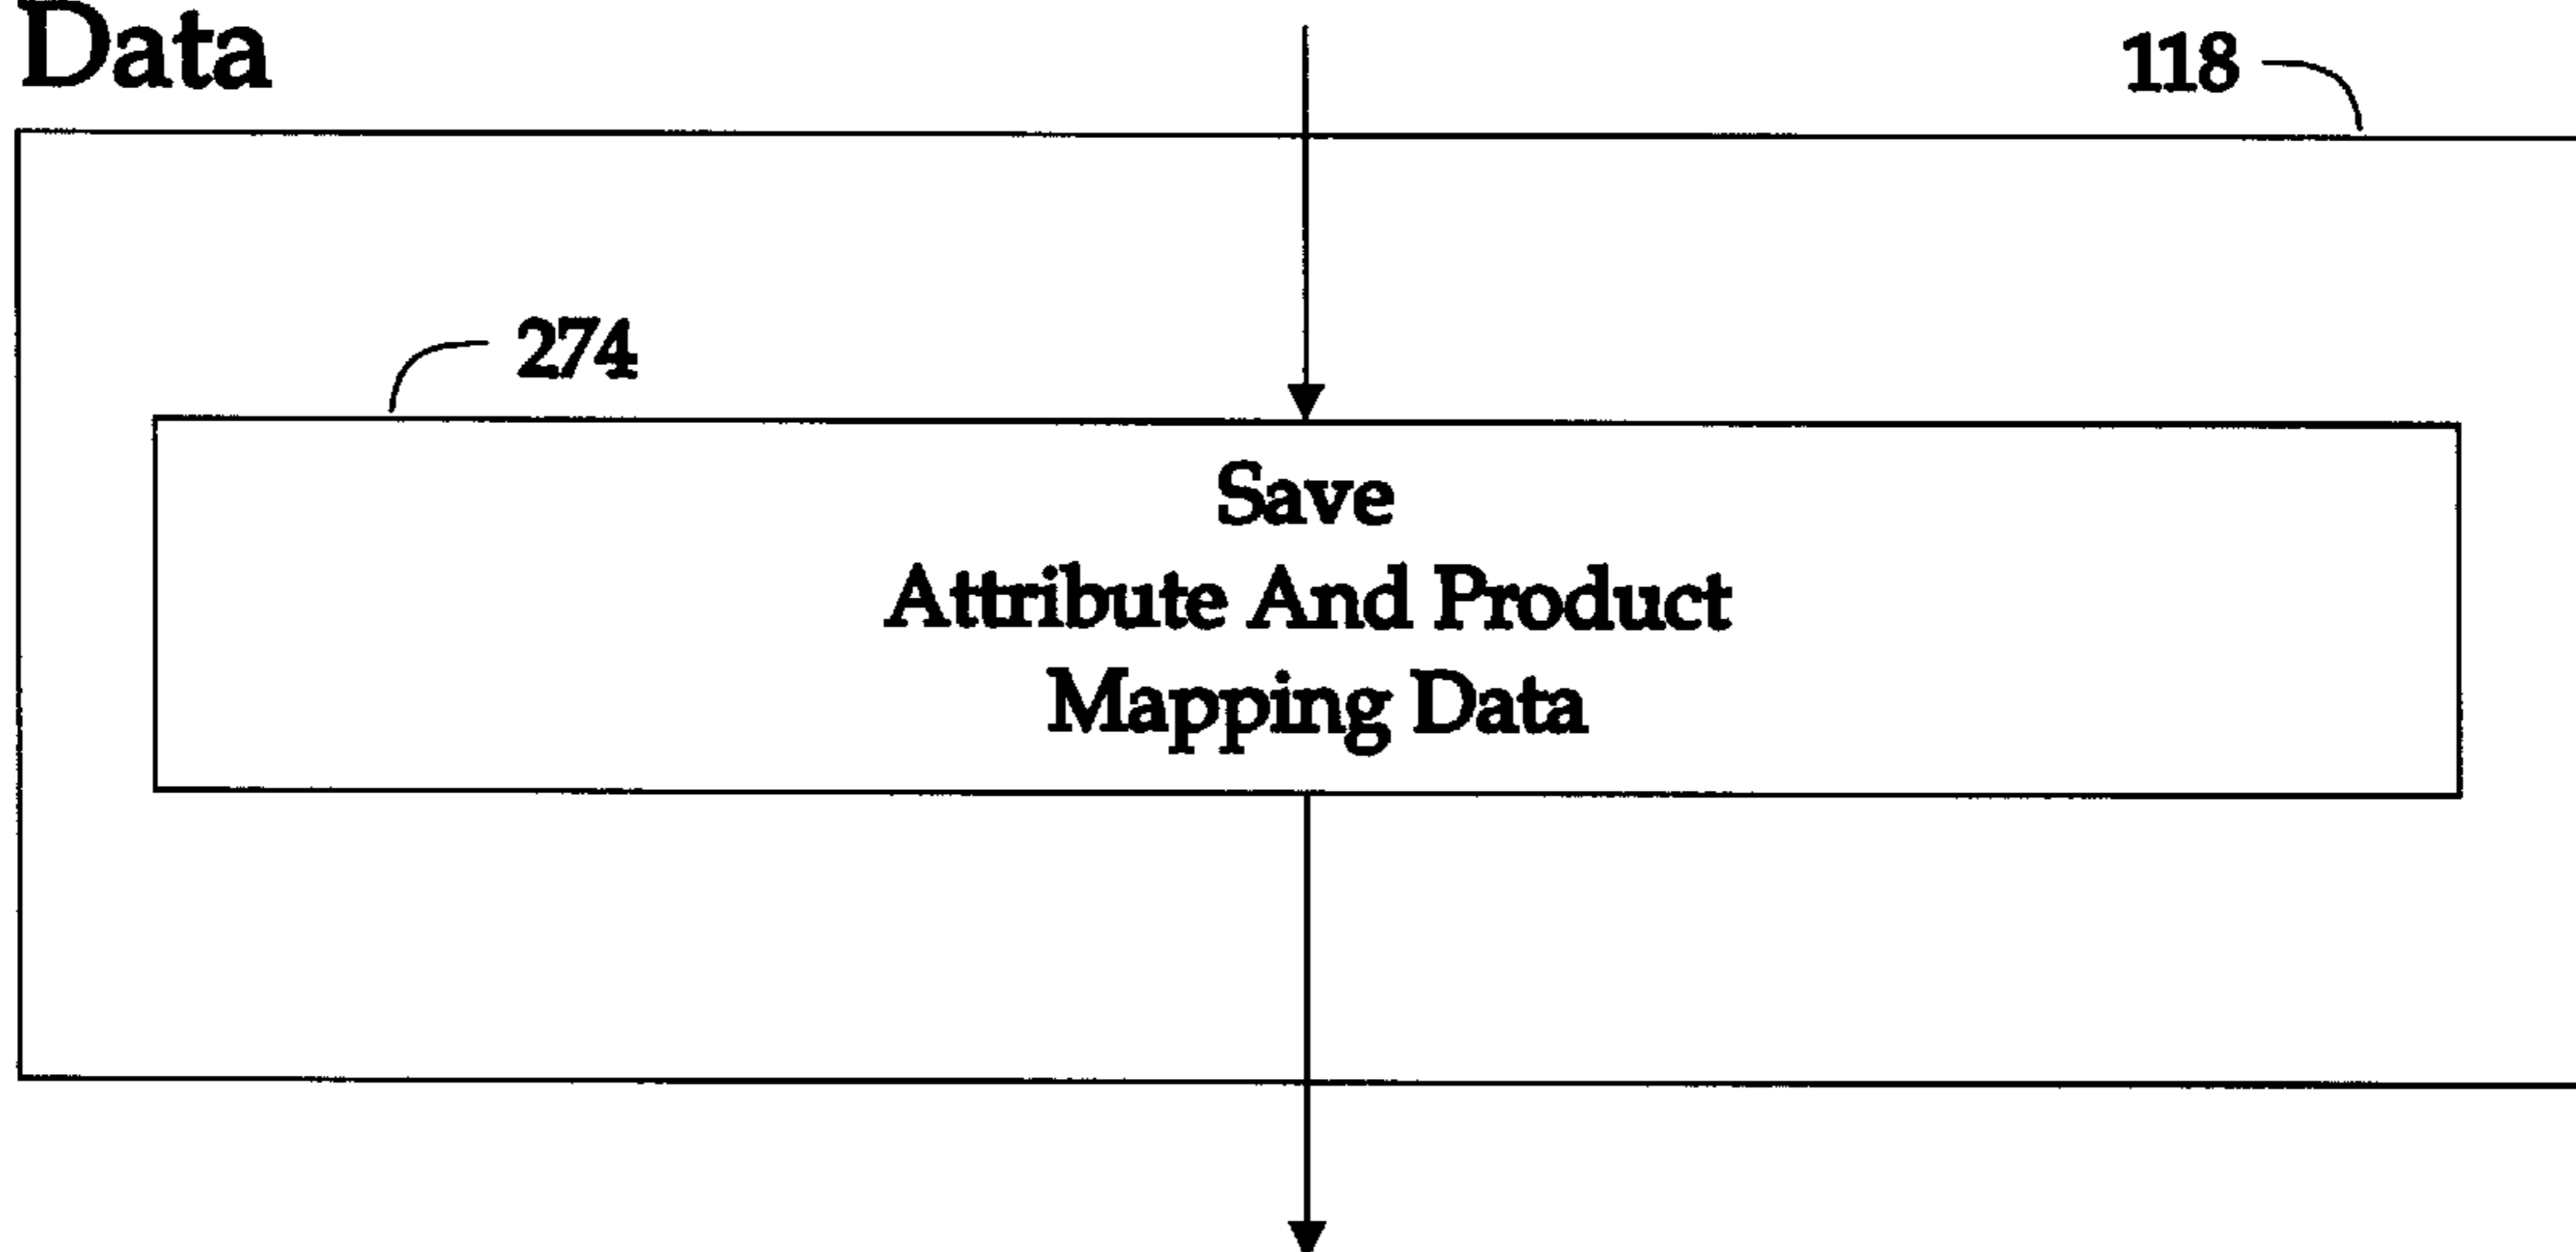 Data
118
274
Save
Attribute And Product
Mapping Data